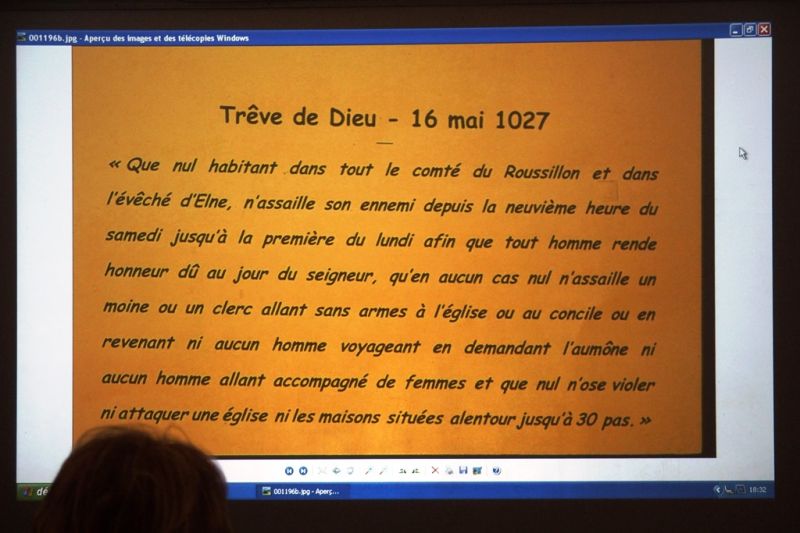 001196b.jpg - Aperçu des images et des télécopies Windows
Trêve de Dieu - 16 mai 1027
« Que nul habitant dans tout le comté du Roussillon et dans
l'évêché d'Elne, n'assaille son ennemi depuis la neuvième heure du
samedi jusqu'à la première du lundi afin que tout homme rende
honneur dû au jour du seigneur, qu'en aucun cas nul n'assaille un
moine ou un clerc allant sans armes à l'église ou au concile ou en
revenant ni aucun homme voyageant en demandant l'aumône ni
aucun homme allant accompagné de femmes et que nul n'ose violer
ni attaquer une église ni les maisons situées alentour jusqu'à 30 pas. »
dé
001196b.jpg - Aperç...
18:32